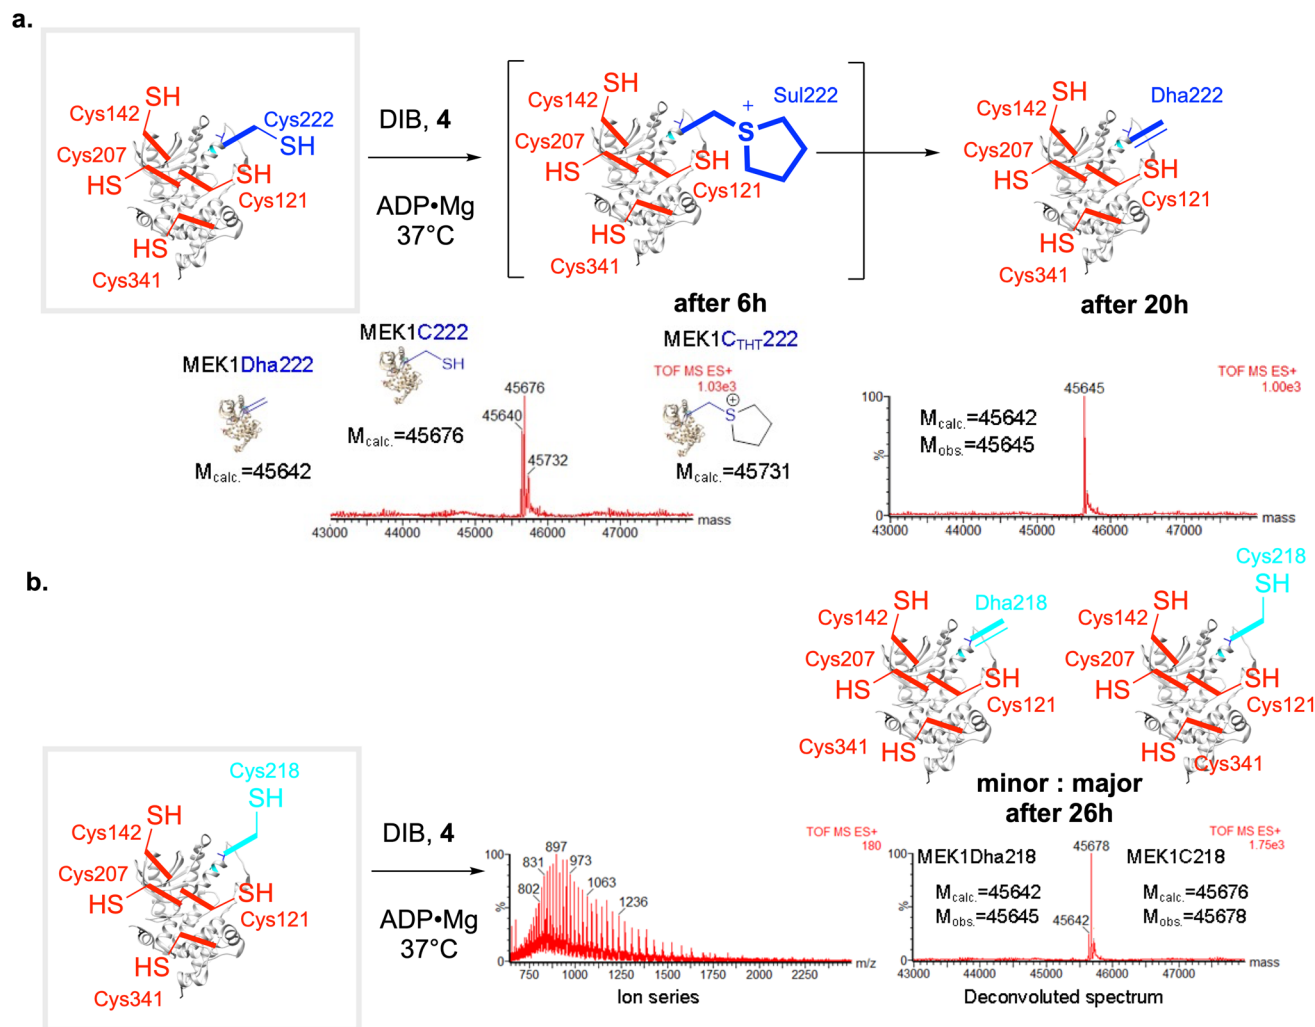 a.
Cys142
SH
Cys222
SH
Cys207
HS
SH
Cys121
HS
Cys341
DIB, 4
ADP•Mg
37°C
Cys142
SH
+
S
Sul222
Cys207
HS
SH
Cys121
HS
Cys341
after 6h
Cys142
SH
Dha222
Cys207
HS
SH
Cys121
HS
Cys341
after 20h
MEK1Dha222
Mcalc.=45642
MEK1C222
SH
Mcalc.=45676
MEK1CTHT222
TOF MS ES+
1.03e3
⊕
S
Mcalc.=45731
45676
45640
45732
43000 44000 45000 46000 47000 mass
TOF MS ES+
1.00e3
45645
100
%
0
Mcalc.=45642
Mobs.=45645
43000 44000 45000 46000 47000 mass
b.
Cys218
SH
Cys142
SH
Cys207
HS
SH
Cys121
HS
Cys341
DIB, 4
ADP•Mg
37°C
100
%
0
802
831
897
973
1063
1236
750 1000 1250 1500 1750 2000 2250 m/z
Ion series
TOF MS ES+
180
Cys142
SH
Dha218
Cys207
HS
SH
Cys121
Cys341
HS
Cys218
SH
Cys142
SH
Cys207
HS
SH
Cys121
HS
Cys341
minor : major
after 26h
TOF MS ES+
1.75e3
100
%
0
45678
45642
MEK1Dha218
Mcalc.=45642
Mobs.=45645
MEK1C218
Mcalc.=45676
Mobs.=45678
43000 44000 45000 46000 47000 mass
Deconvoluted spectrum